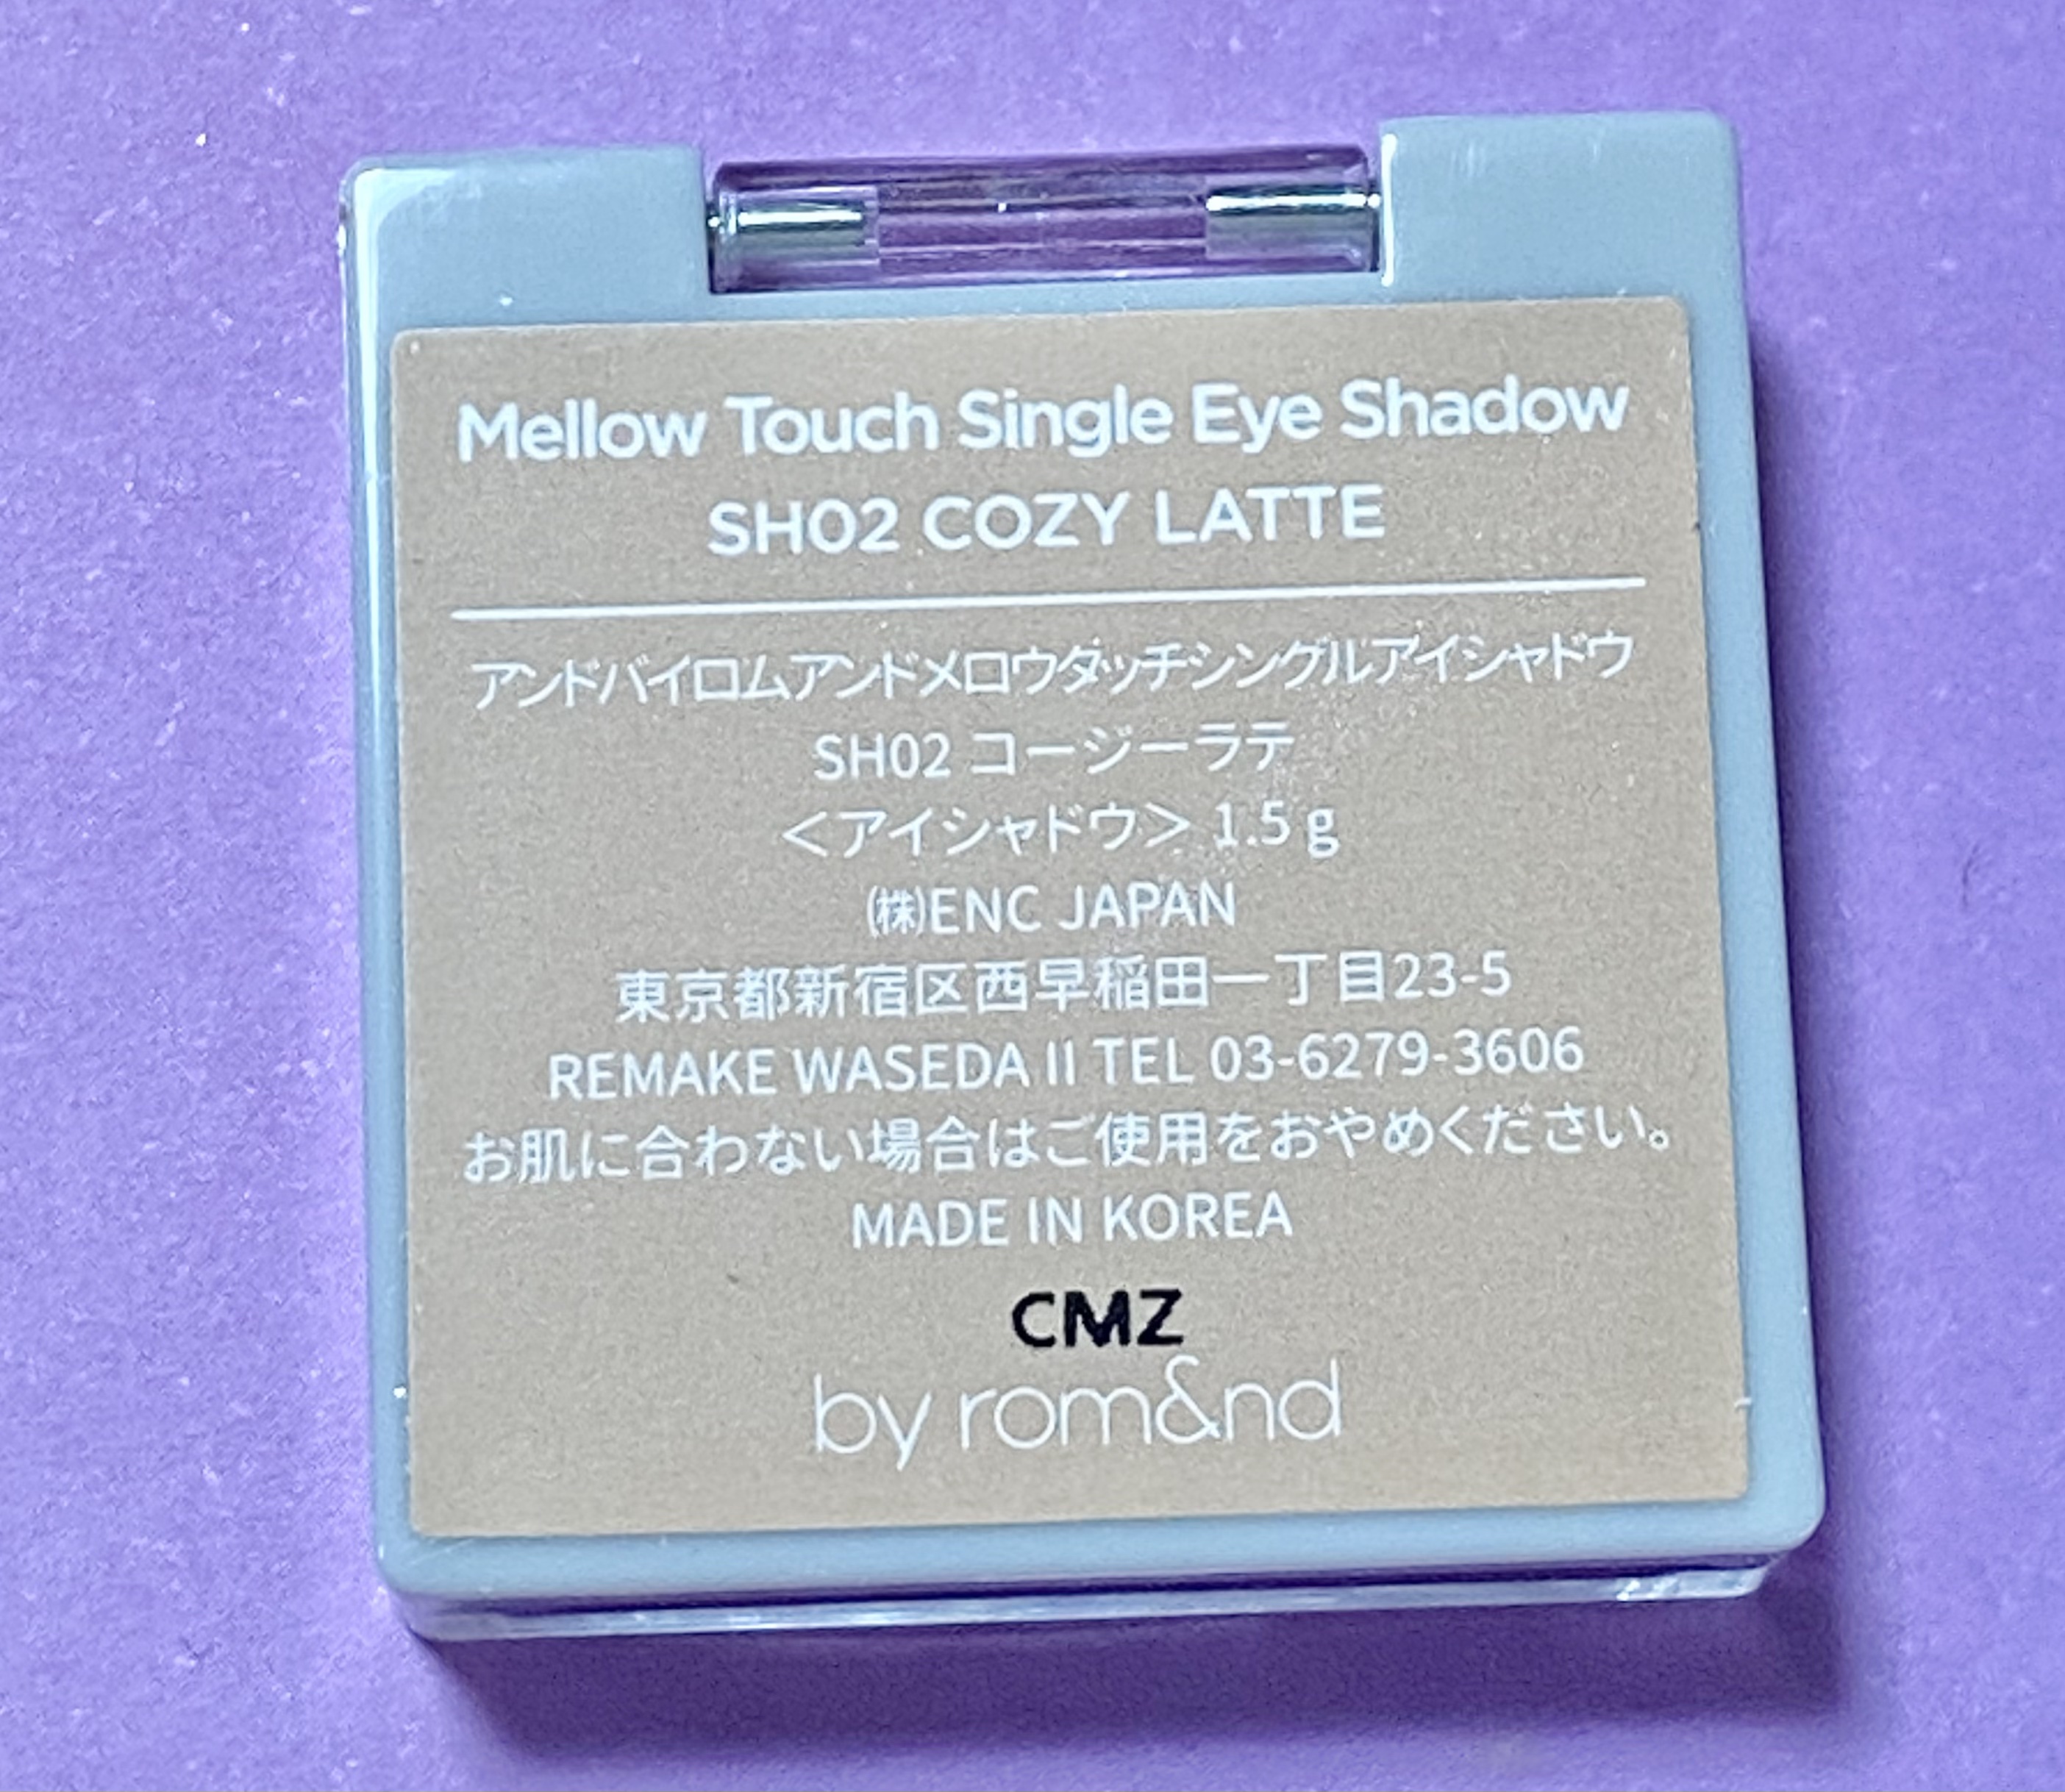 Mellow Touch Single Eye Shadow
SH02 COZY LATTE
アンドバイロムアンドメロウタッチシングルアイシャドウ
SH02 コージーラテ
＜アイシャドウ＞ 1.5 g
㈱ENC JAPAN
東京都新宿区西早稲田一丁目23-5
REMAKE WASEDA II TEL 03-6279-3606
お肌に合わない場合はご使用をおやめください。
MADE IN KOREA
CMZ
by rom&nd